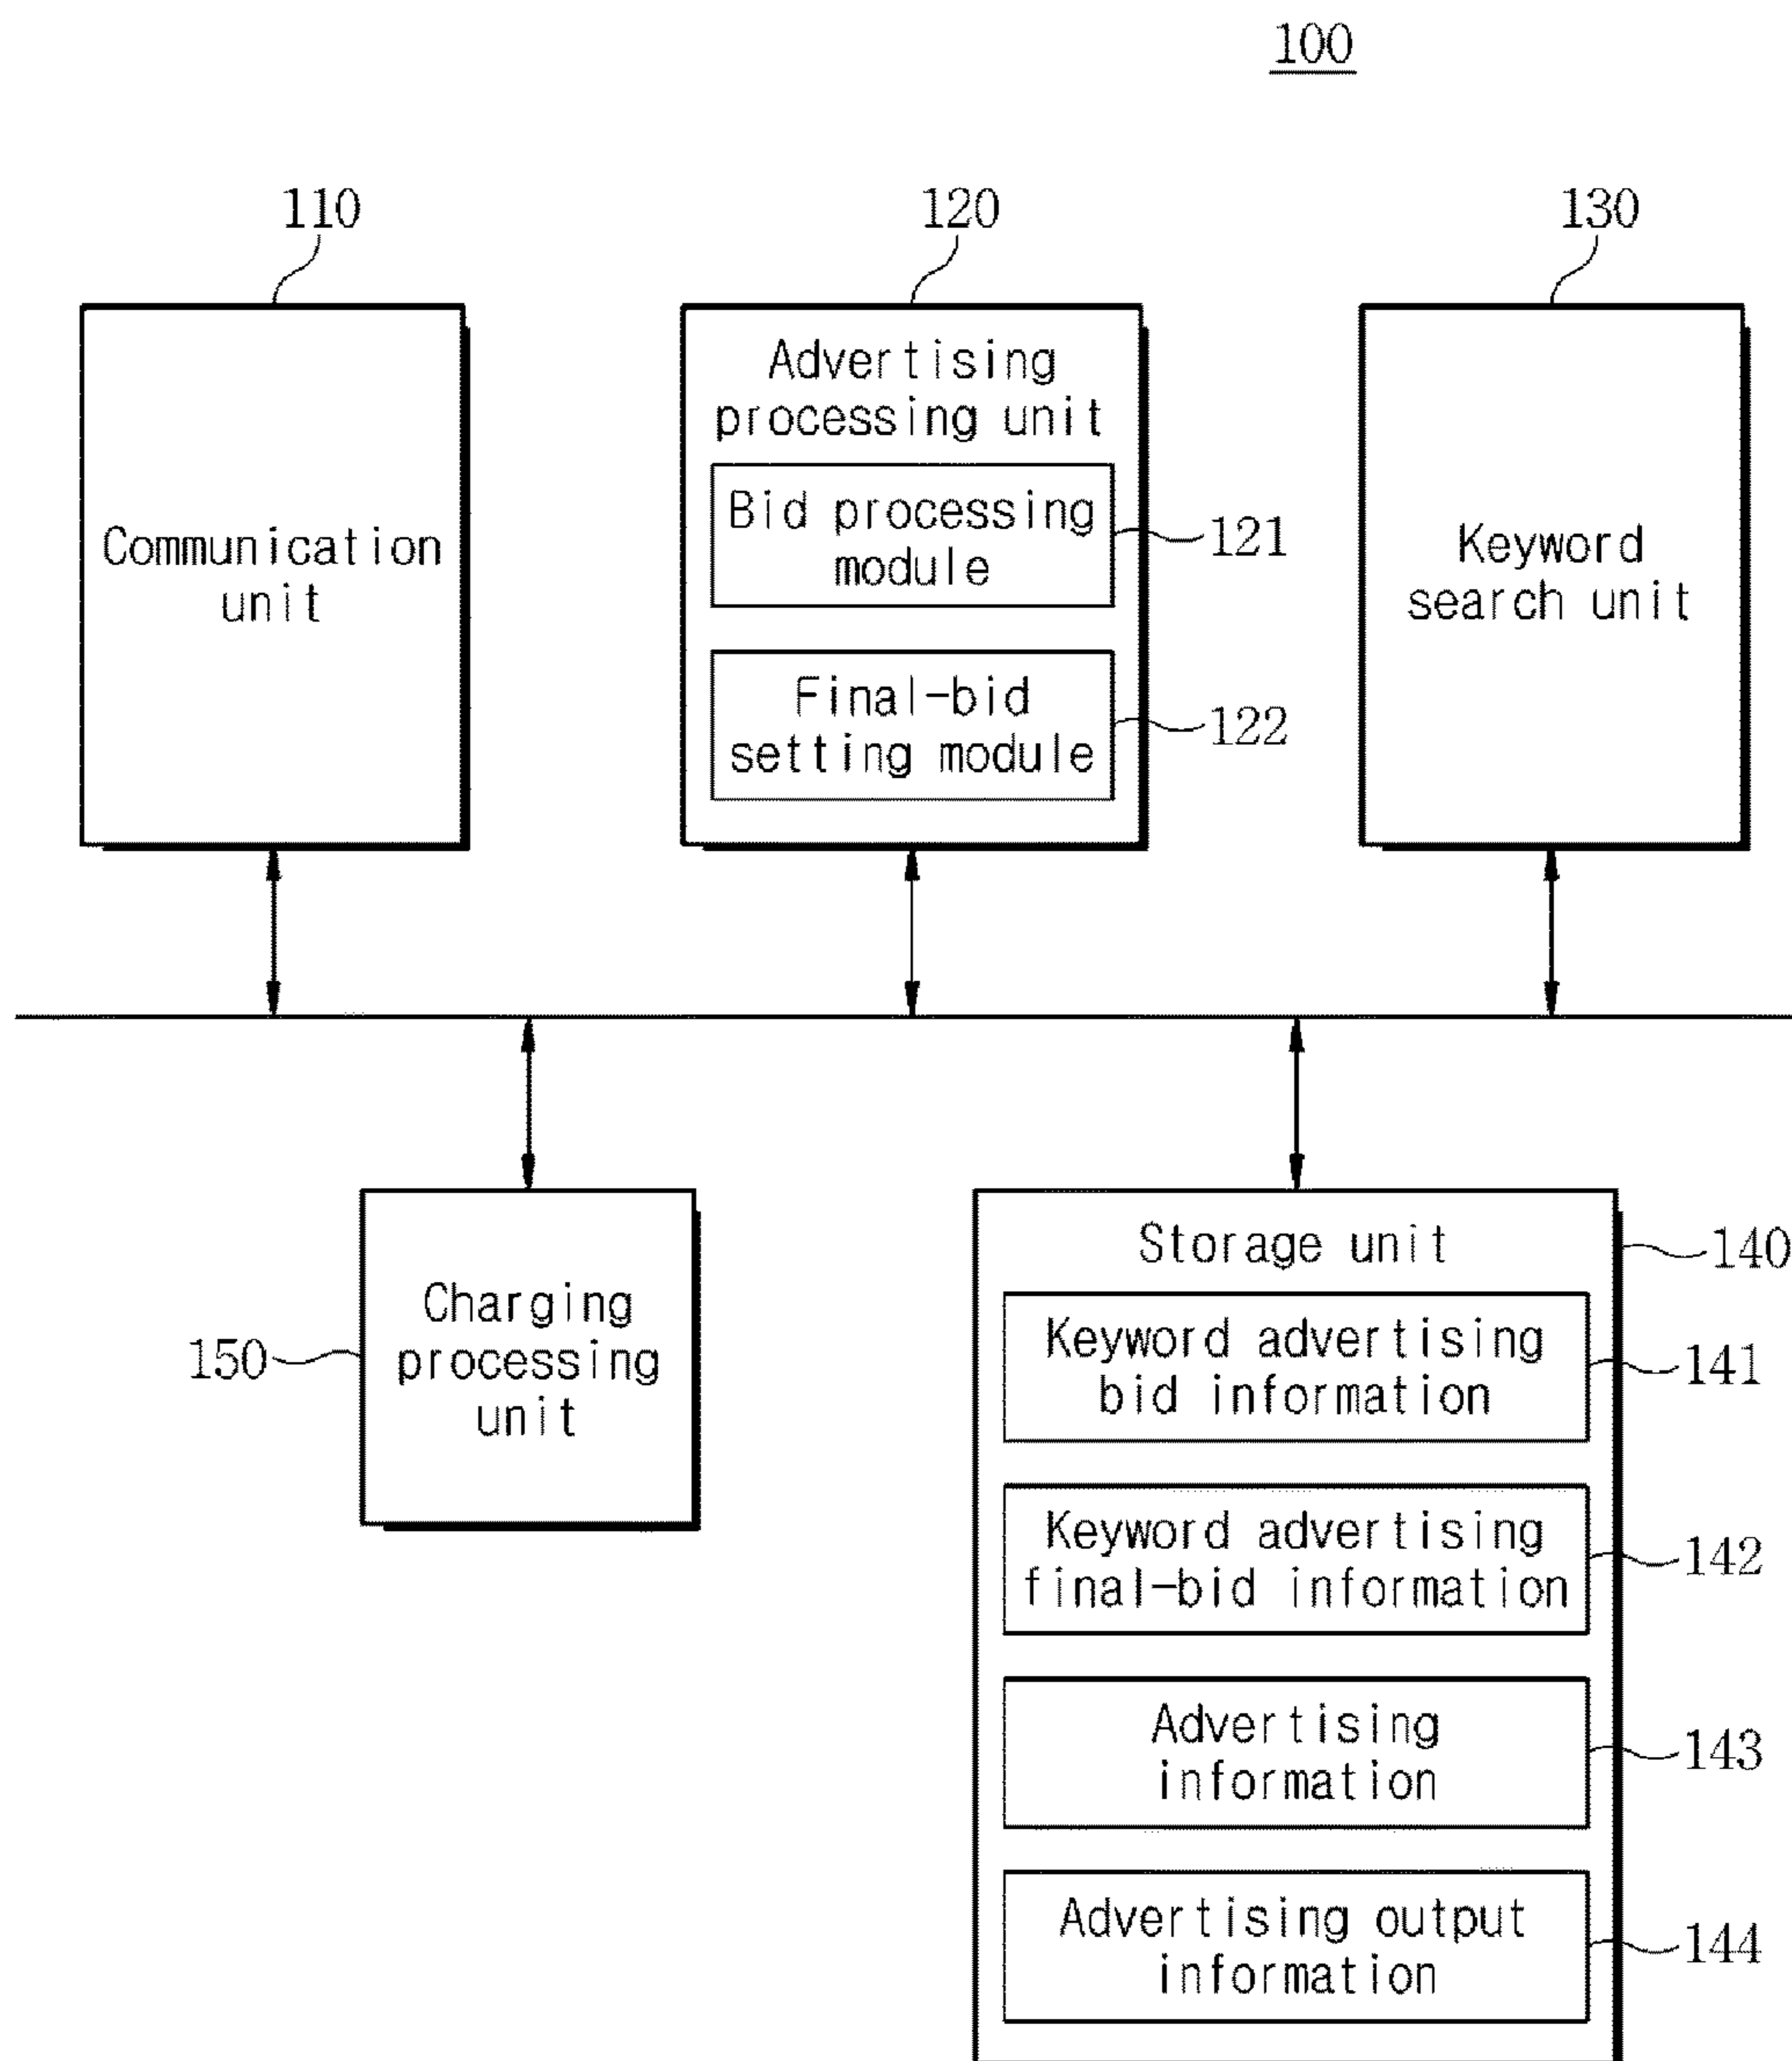 100
110
120
130
Communication
unit
Advertising
processing unit
Bid processing
module
121
Final-bid
setting module
122
Keyword
search unit
150
Charging
processing
unit
Storage unit
140
Keyword advertising
bid information
141
Keyword advertising
final-bid information
142
Advertising
information
143
Advertising output
information
144